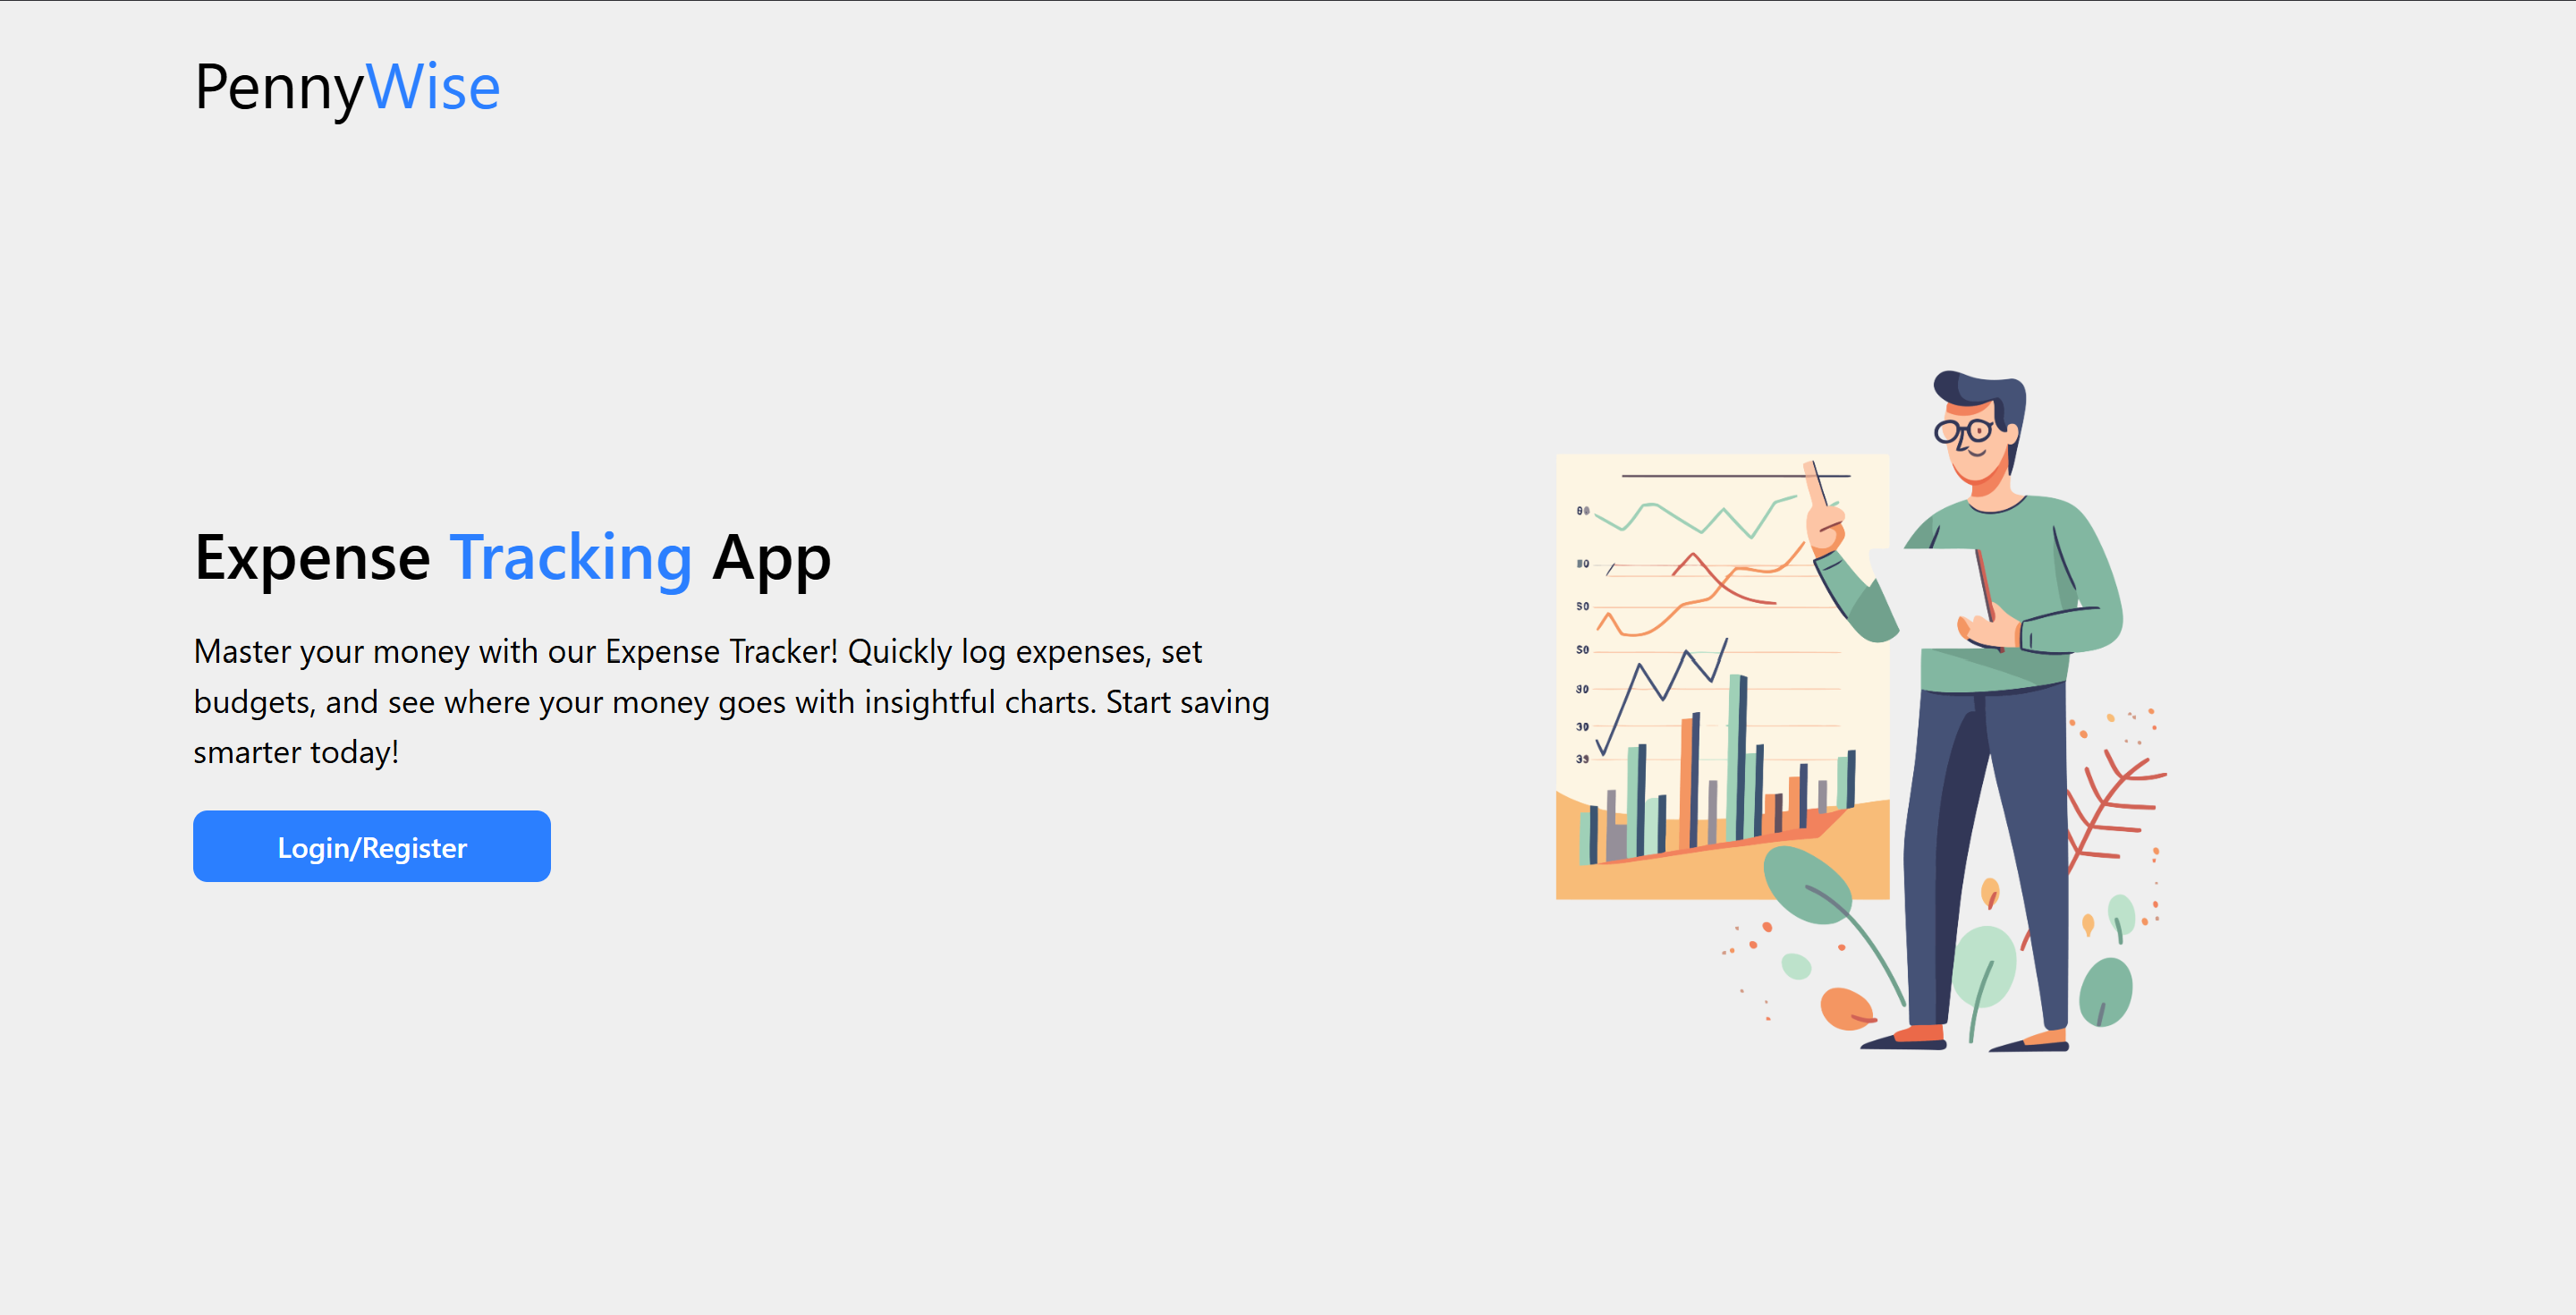 PennyWise
Expense Tracking App
Master your money with our Expense Tracker! Quickly log expenses, set
budgets, and see where your money goes with insightful charts. Start saving
smarter today!
Login/Register